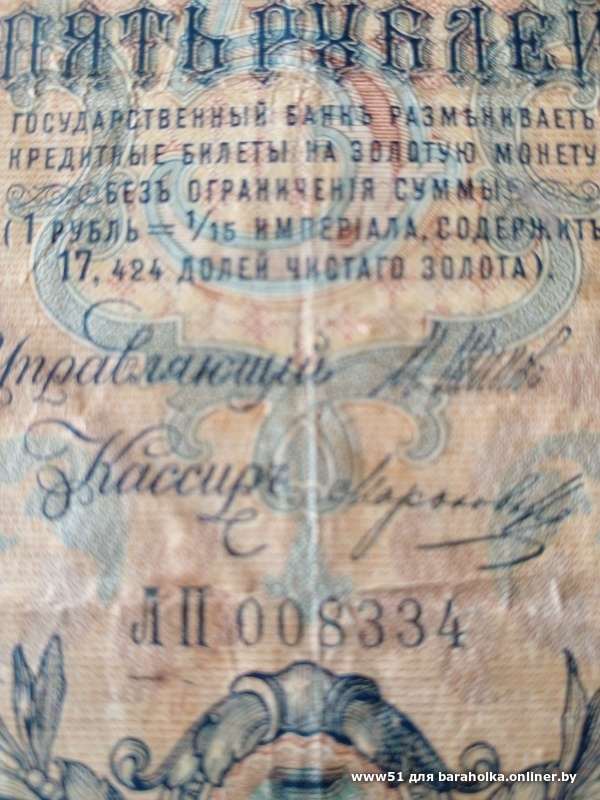 ПЯТЬ РУБЛЕЙ
ГОСУДАРСТВЕННЫЙ БАНКЪ РАЗМѢНИВАЕТЪ
КРЕДИТНЫЕ БИЛЕТЫ НА ЗОЛОТУЮ МОНЕТУ
БЕЗЪ ОГРАНИЧЕНІЯ СУММЫ
(1 РУБЛЬ = 1/15 ИМПЕРІАЛА, СОДЕРЖИТЪ
17,424 ДОЛЕЙ ЧИСТАГО ЗОЛОТА).
Управляющій
Кассиръ
ЛП 008334
www51 для baraholka.onliner.by